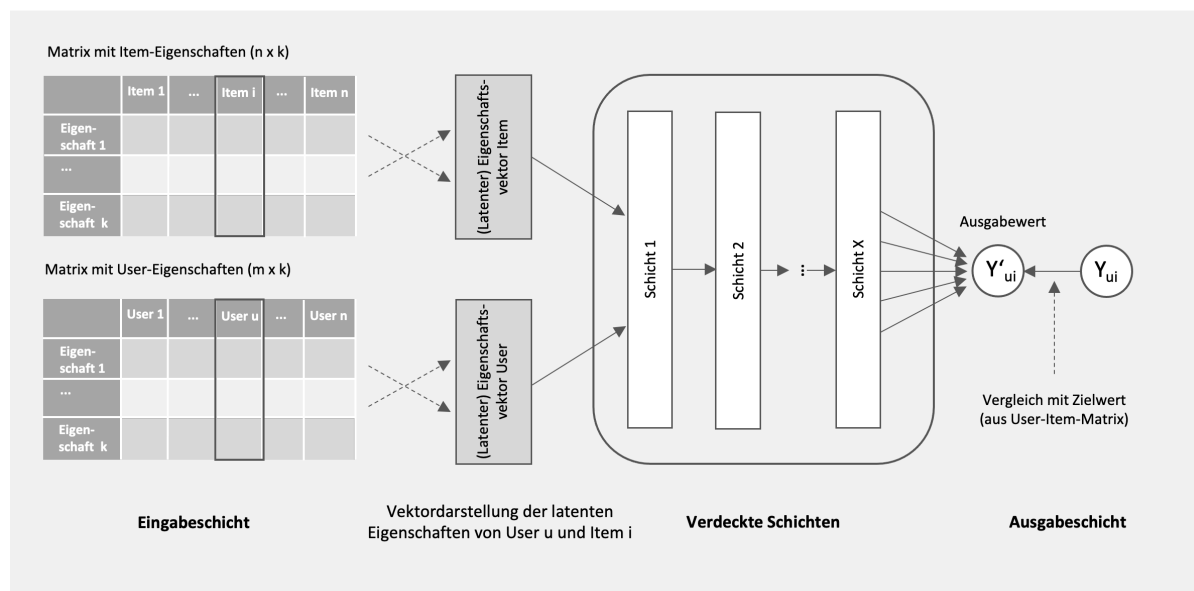 Matrix mit Item-Eigenschaften (n x k)
Item 1 ... Item i ... Item n
Eigen-
schaft 1
...
Eigen-
schaft k
(Latenter) Eigenschafts-
vektor Item
Matrix mit User-Eigenschaften (m x k)
User 1 ... User u ... User n
Eigen-
schaft 1
...
Eigen-
schaft k
(Latenter) Eigenschafts-
vektor User
Schicht 1
Schicht 2
...
Schicht X
Ausgabewert
Y‘ui
Yui
Vergleich mit Zielwert
(aus User-Item-Matrix)
Eingabeschicht
Vektordarstellung der latenten
Eigenschaften von User u und Item i
Verdeckte Schichten
Ausgabeschicht